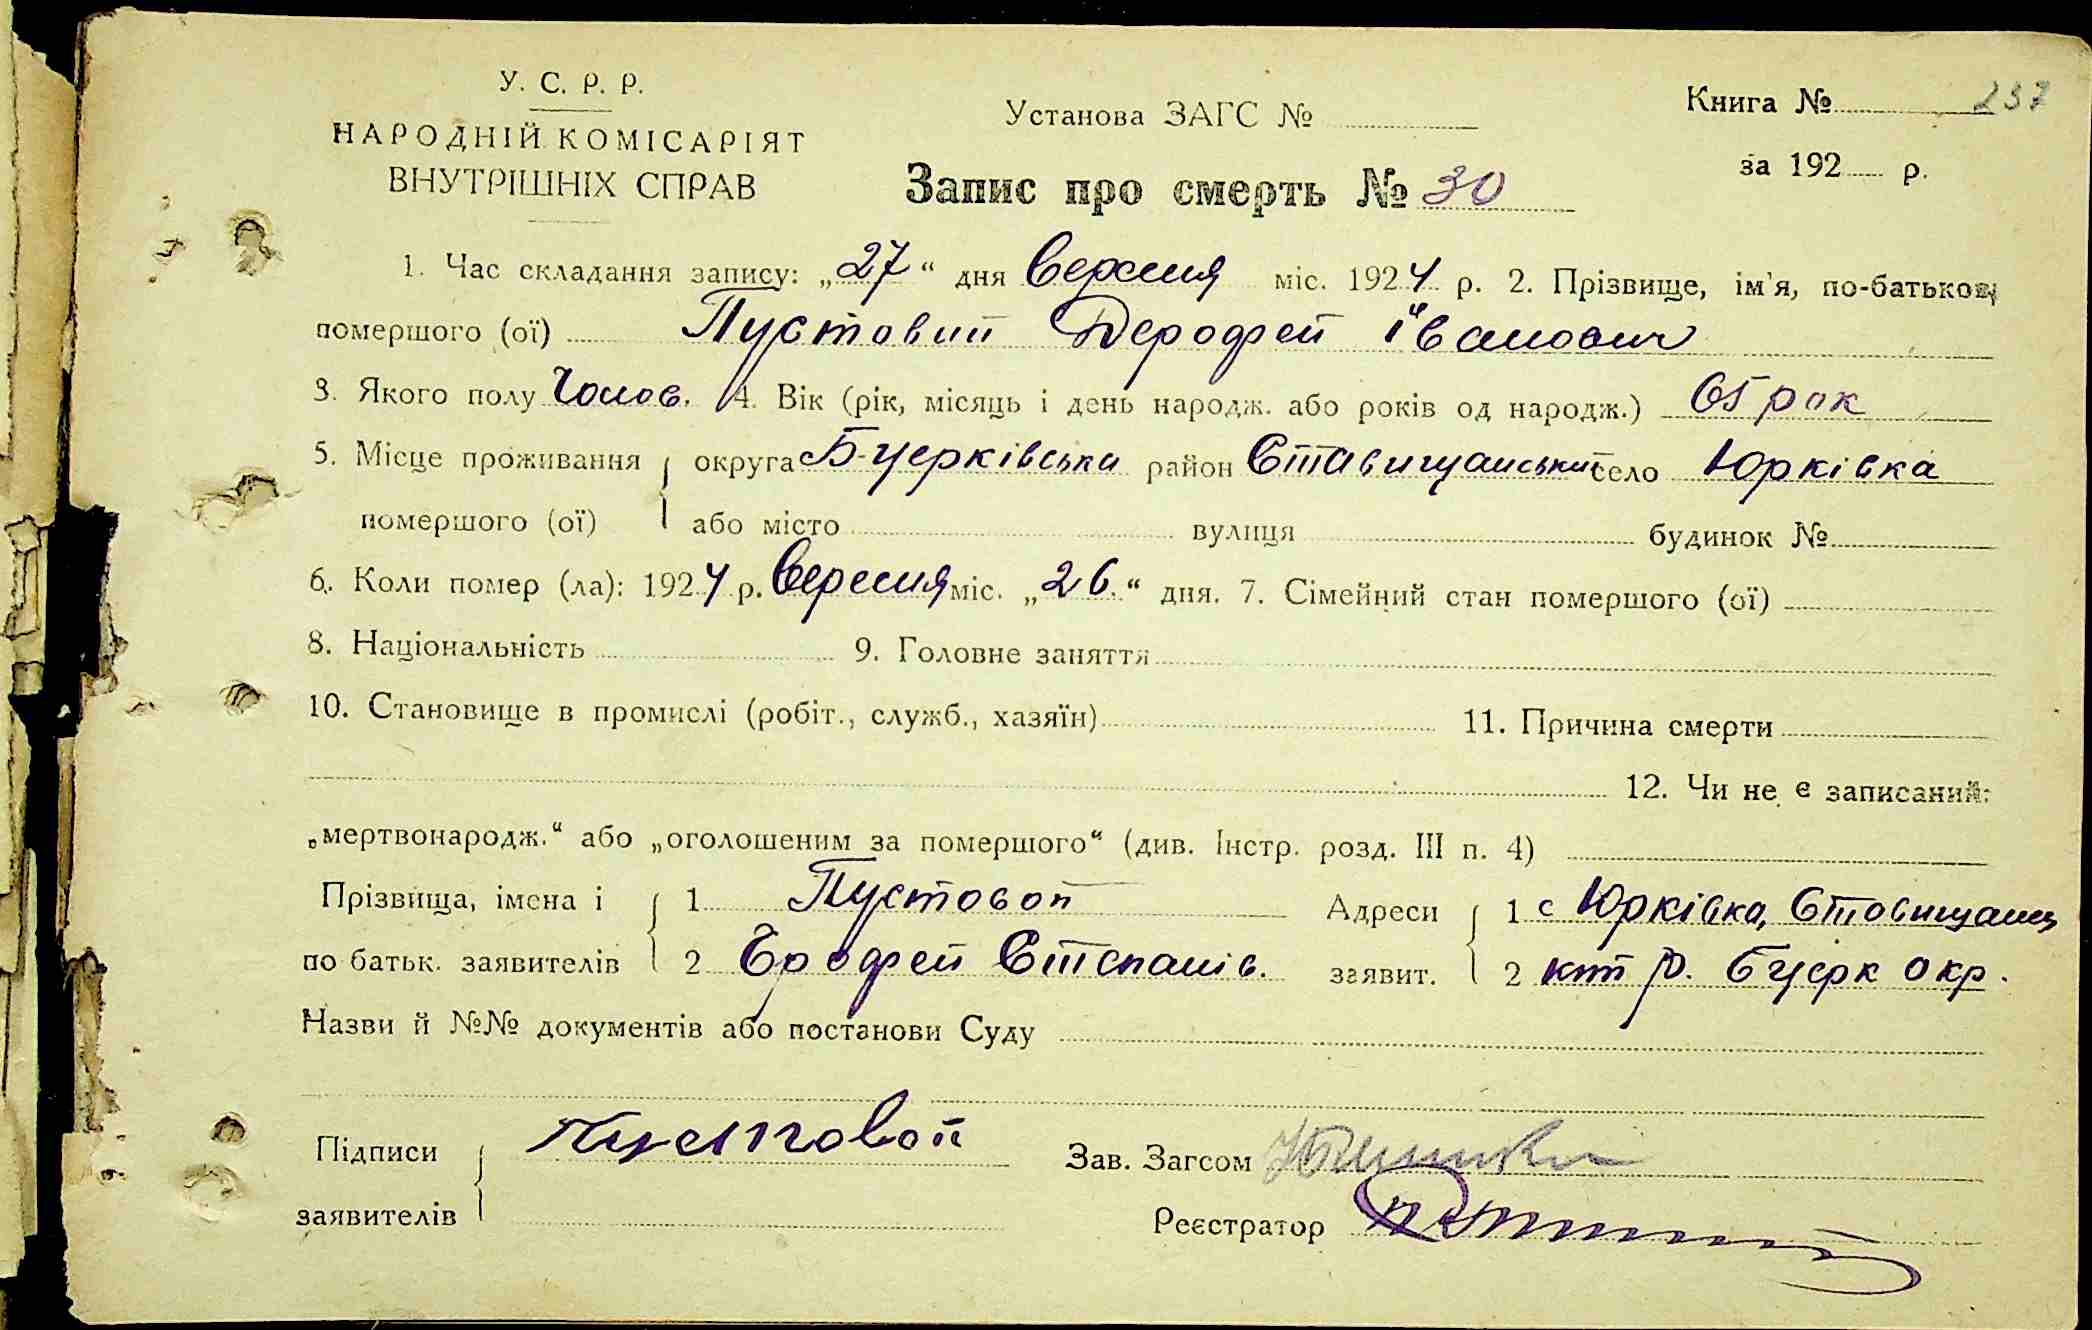 У. С. Р. Р.
НАРОДНІЙ КОМІСАРІЯТ
ВНУТРІШНІХ СПРАВ
Установа ЗАГС №
Запис про смерть № 30
Книга № 237
за 192 р.
1. Час складання запису: „27“ дня Вересня міс. 1924 р. 2. Прізвище, ім'я, по-батькові
помершого (ої) Пустовий Дерофей Іванович
3. Якого полу Чолов. 4. Вік (рік, місяць і день народж. або років од народж.) 65 рок
5. Місце проживання округа Б-Церківська район Ставищанський село Юрківка
помершого (ої) або місто вулиця будинок №
6. Коли помер (ла): 1924 р. Вересня міс. „26.“ дня. 7. Сімейний стан помершого (ої)
8. Національність 9. Головне заняття
10. Становище в промислі (робіт., служб., хазяїн) 11. Причина смерти
12. Чи не є записаний:
„мертвонародж.“ або „оголошеним за помершого“ (див. Інстр. розд. III п. 4)
Прізвища, імена і 1 Пустовой Адреси 1 с Юрківка, Ставищанс
по батьк. заявителів 2 Єрофей Степанів. заявит. 2 кт р. Бцерк окр.
Назви й №№ документів або постанови Суду
Підписи Пустовой Зав. Загсом
заявителів Реєстратор